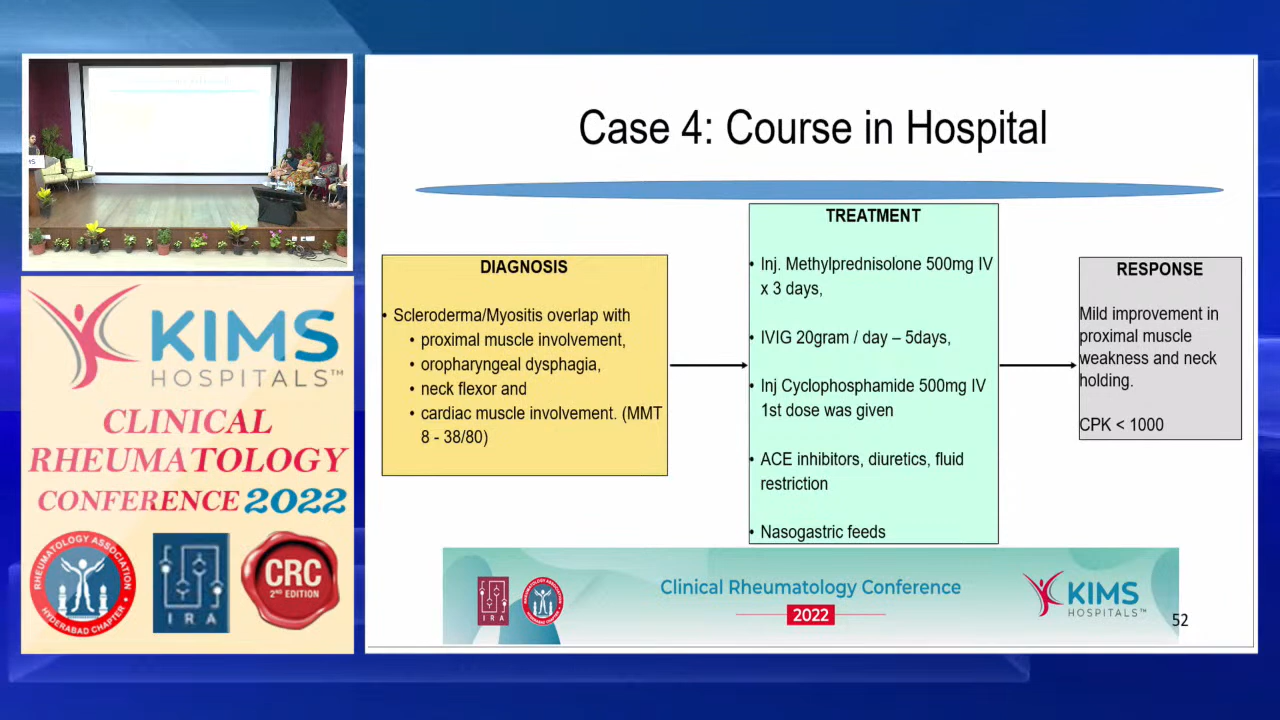 Case 4: Course in Hospital
DIAGNOSIS
• Scleroderma/Myositis overlap with
• proximal muscle involvement,
• oropharyngeal dysphagia,
• neck flexor and
• cardiac muscle involvement. (MMT
8 - 38/80)
TREATMENT
• Inj. Methylprednisolone 500mg IV
x 3 days,
• IVIG 20gram / day – 5days,
• Inj Cyclophosphamide 500mg IV
1st dose was given
• ACE inhibitors, diuretics, fluid
restriction
• Nasogastric feeds
RESPONSE
Mild improvement in
proximal muscle
weakness and neck
holding.
CPK < 1000
KIMS
HOSPITALS™
CLINICAL
RHEUMATOLOGY
CONFERENCE 2022
RHEUMATOLOGY ASSOCIATION
HYDERABAD CHAPTER
IRA
CRC
2ND EDITION
IRA
Clinical Rheumatology Conference
2022
KIMS
HOSPITALS™
52